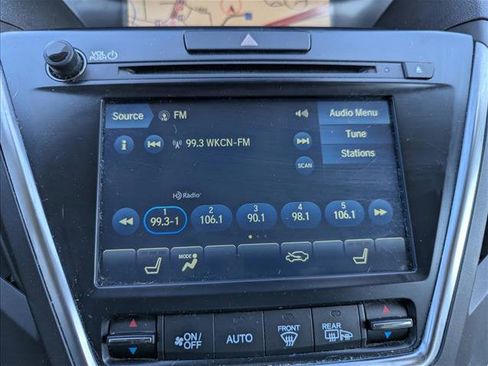 VOL
PUSH
Source FM Audio Menu
99.3 WKCN-FM Tune
SCAN Stations
HD Radio
1 2 3 4 5
99.3-1 106.1 90.1 98.1 106.1
MODE
ON/OFF AUTO FRONT REAR